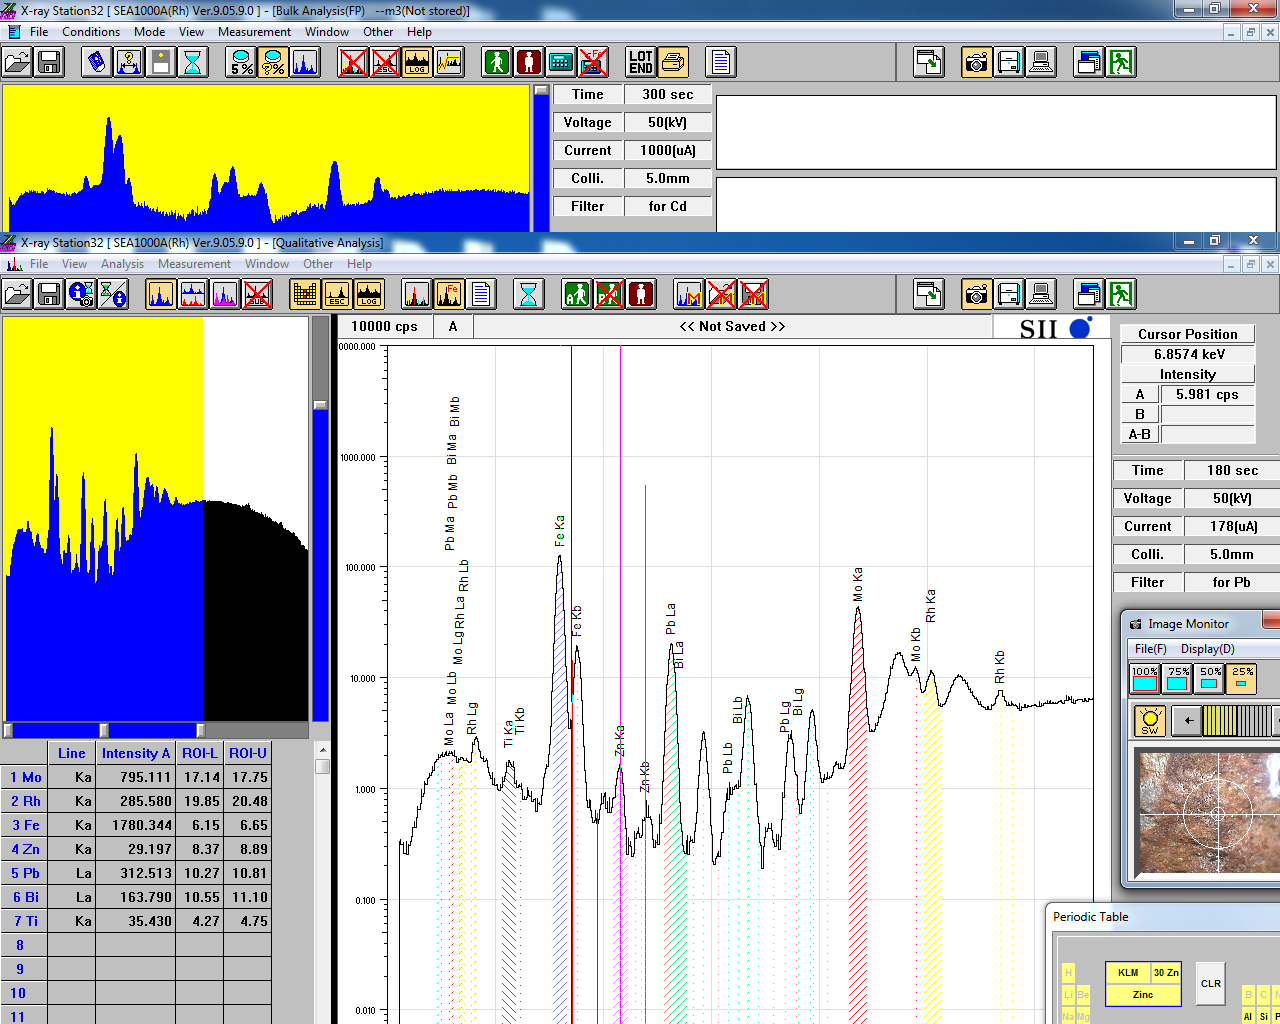 X-ray Station32 [ SEA1000A(Rh) Ver.9.05.9.0 ] - [Bulk Analysis(FP) --m3(Not stored)]
File Conditions Mode View Measurement Window Other Help
5% ?% ESC LOG Fe LOT END
Time 300 sec
Voltage 50(kV)
Current 1000(uA)
Colli. 5.0mm
Filter for Cd
X-ray Station32 [ SEA1000A(Rh) Ver.9.05.9.0 ] - [Qualitative Analysis]
File View Analysis Measurement Window Other Help
SUB ESC LOG Fe A
10000 cps A << Not Saved >> SII
Cursor Position
6.8574 keV
Intensity
A 5.981 cps
B
A-B
Time 180 sec
Voltage 50(kV)
Current 178(uA)
Colli. 5.0mm
Filter for Pb
0000.000
1000.000
100.000
10.000
1.000
0.100
0.010
Mo La Pb Ma Pb Mb Bi Ma Bi Mb
Mo Lb Mo Lg Rh La Rh Lb
Rh Lg
Ti Ka
Ti Kb
Fe Ka
Fe Kb
Zn Ka
Zn Kb
Pb La
Bi La
Pb Lb
Bi Lb
Pb Lg
Bi Lg
Mo Ka
Mo Kb
Rh Ka
Rh Kb
Line Intensity A ROI-L ROI-U
1 Mo Ka 795.111 17.14 17.75
2 Rh Ka 285.580 19.85 20.48
3 Fe Ka 1780.344 6.15 6.65
4 Zn Ka 29.197 8.37 8.89
5 Pb La 312.513 10.27 10.81
6 Bi La 163.790 10.55 11.10
7 Ti Ka 35.430 4.27 4.75
8
9
10
11
Image Monitor
File(F) Display(D)
100% 75% 50% 25%
SW
Periodic Table
H KLM 30 Zn CLR
Li Be Zinc B C
Na Mg Al Si